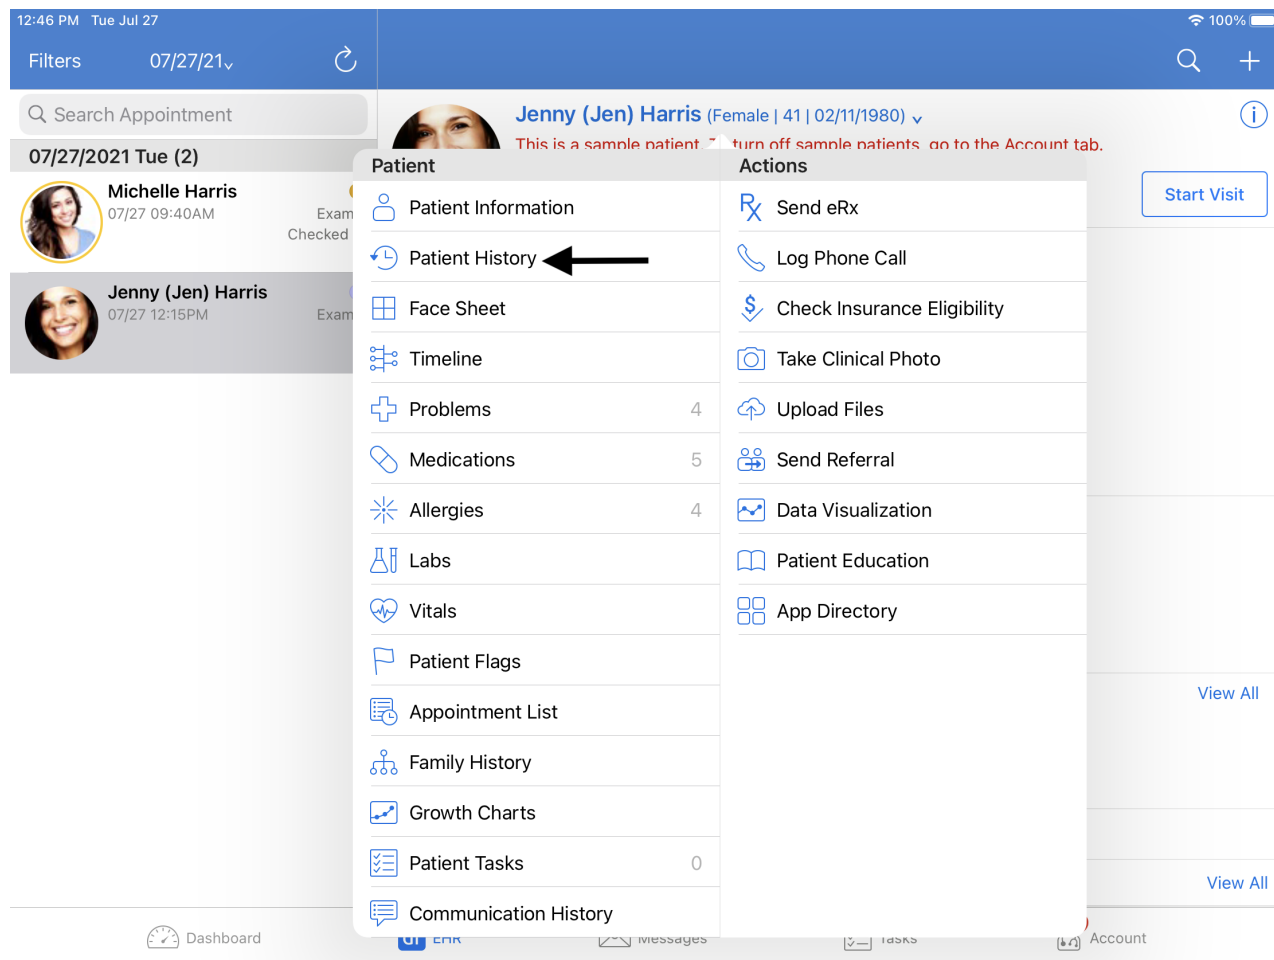 12:46 PM Tue Jul 27
100%
Filters
07/27/21
Search Appointment
07/27/2021 Tue (2)
Michelle Harris
07/27 09:40AM
Exam
Checked
Jenny (Jen) Harris
07/27 12:15PM
Exam
Jenny (Jen) Harris (Female | 41 | 02/11/1980)
This is a sample patient. turn off sample patients, go to the Account tab.
Start Visit
Patient
Patient Information
Patient History
Face Sheet
Timeline
Problems 4
Medications 5
Allergies 4
Labs
Vitals
Patient Flags
Appointment List
Family History
Growth Charts
Patient Tasks 0
Communication History
Actions
Send eRx
Log Phone Call
Check Insurance Eligibility
Take Clinical Photo
Upload Files
Send Referral
Data Visualization
Patient Education
App Directory
View All
View All
Dashboard
EHR
Messages
Tasks
Account